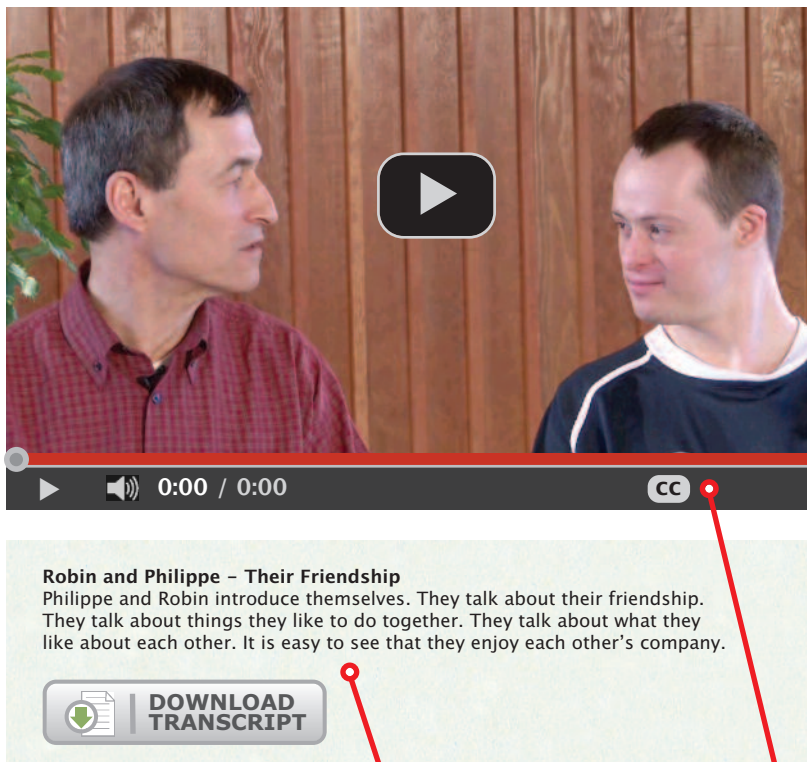 0:00 / 0:00
CC
Robin and Philippe – Their Friendship
Philippe and Robin introduce themselves. They talk about their friendship.
They talk about things they like to do together. They talk about what they
like about each other. It is easy to see that they enjoy each other’s company.
DOWNLOAD
TRANSCRIPT